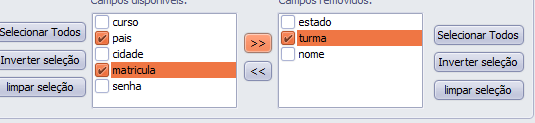 Campos disponíveis:
Campos removidos:
Selecionar Todos
Inverter seleção
limpar seleção
curso
pais
cidade
matricula
senha
>>
<<
estado
turma
nome
Selecionar Todos
Inverter seleção
limpar seleção